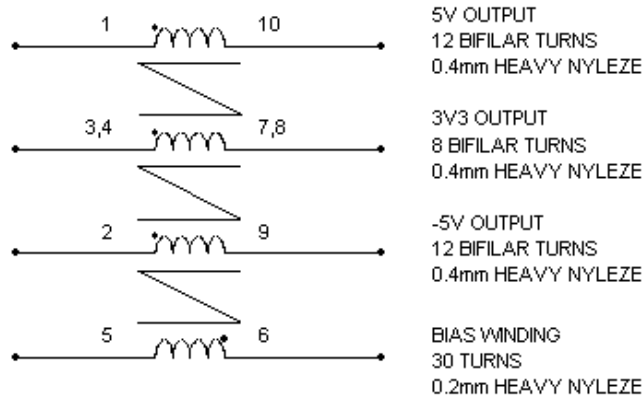 1 10 5V OUTPUT
12 BIFILAR TURNS
0.4mm HEAVY NYLEZE
3,4 7,8 3V3 OUTPUT
8 BIFILAR TURNS
0.4mm HEAVY NYLEZE
2 9 -5V OUTPUT
12 BIFILAR TURNS
0.4mm HEAVY NYLEZE
5 6 BIAS WINDING
30 TURNS
0.2mm HEAVY NYLEZE